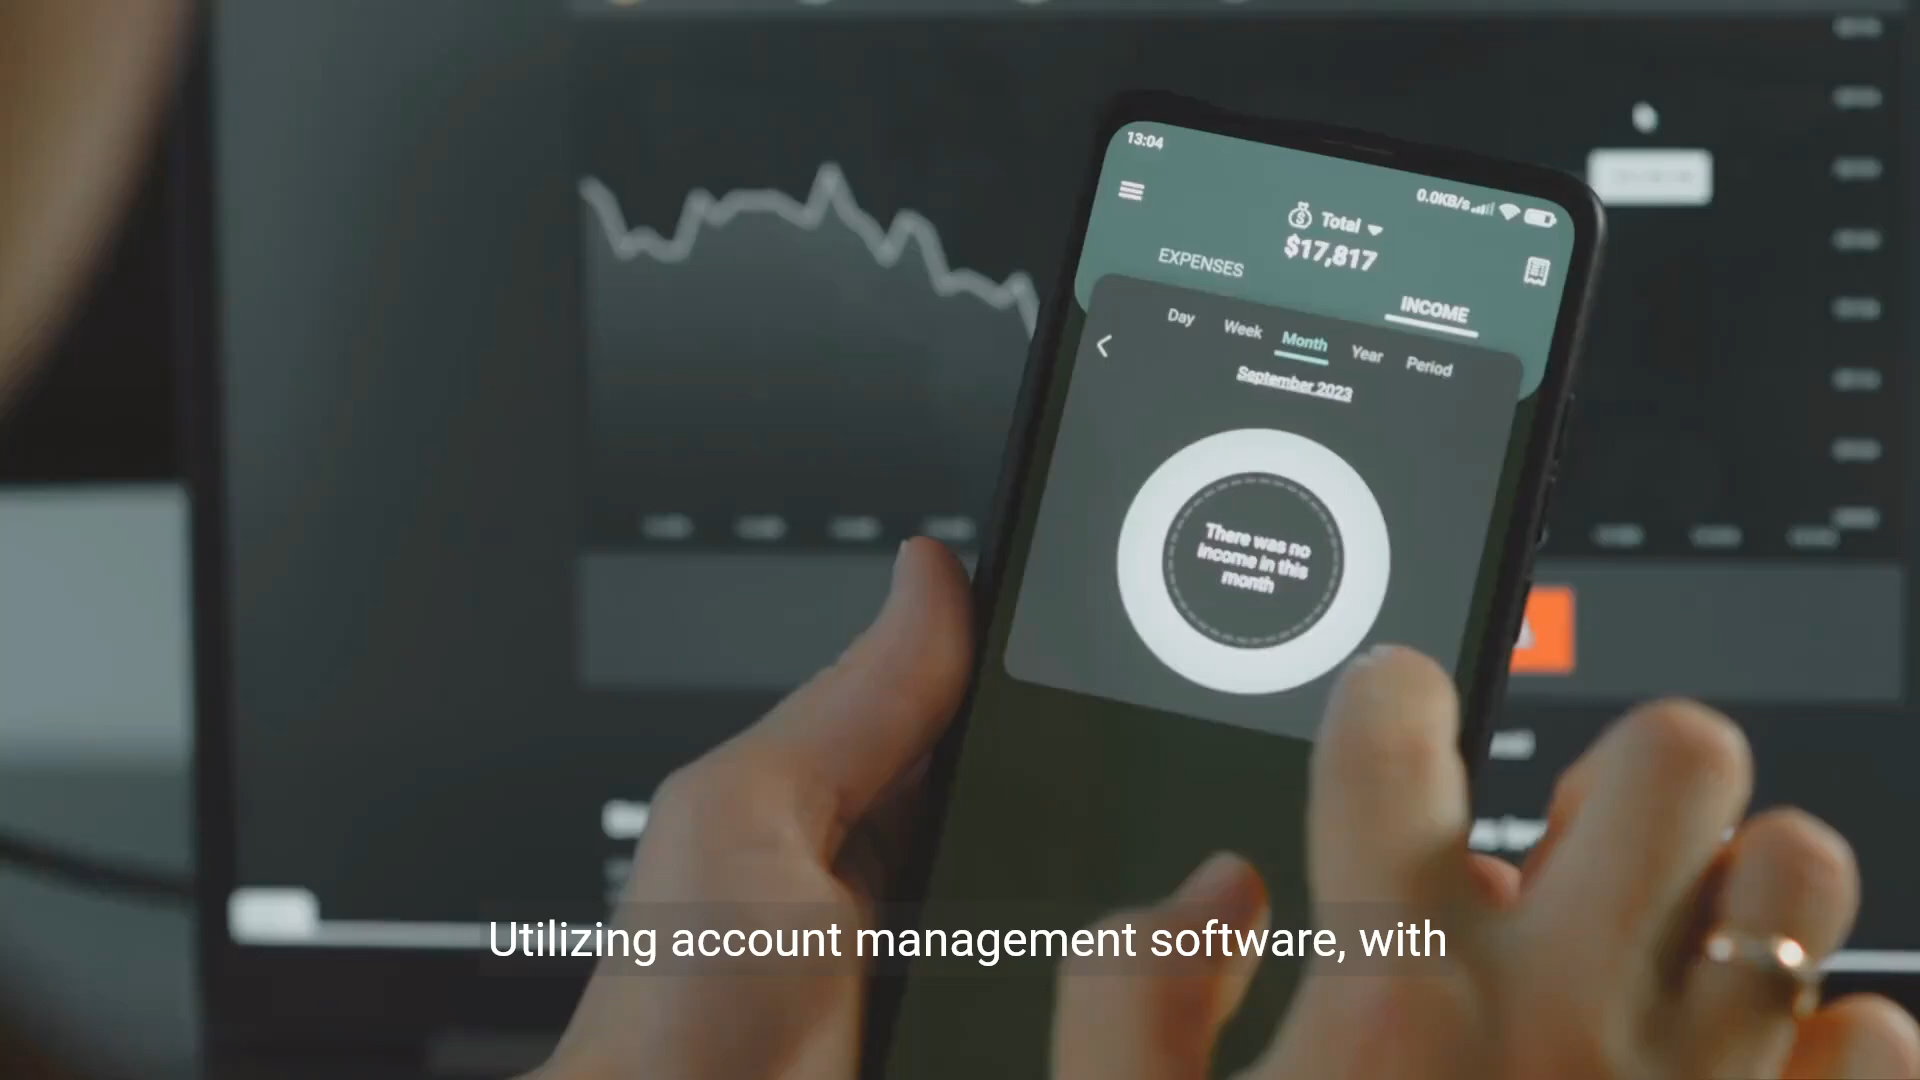 13:04
0.0KB/s
Total
$17,817
EXPENSES
INCOME
Day Week Month Year Period
September 2023
There was no
income in this
month
Utilizing account management software, with